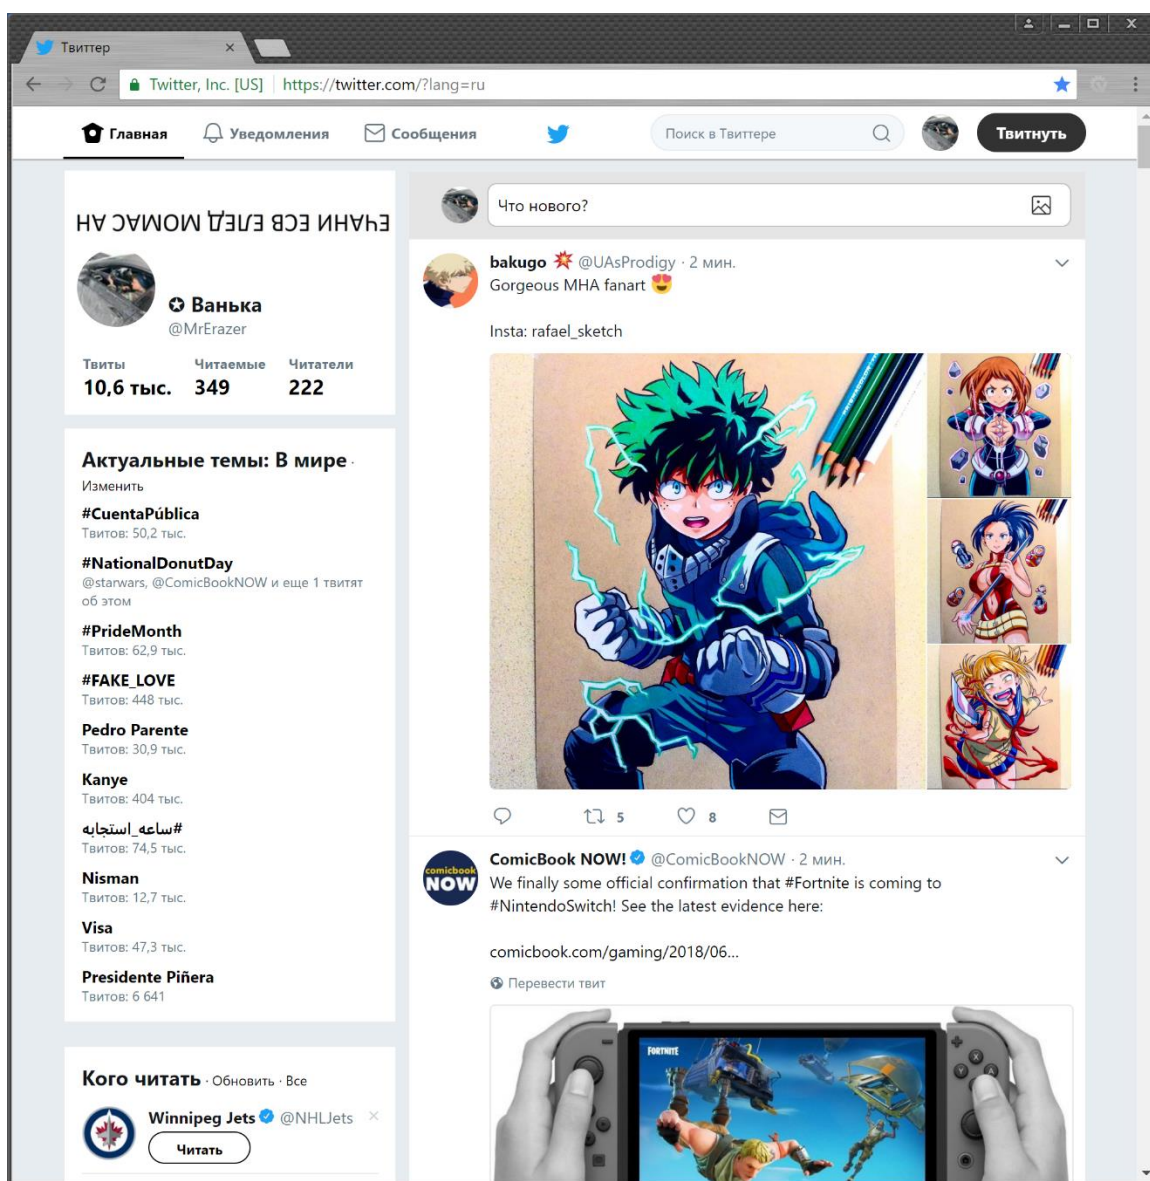 Твиттер
Twitter, Inc. [US] https://twitter.com/?lang=ru
Главная Уведомления Сообщения Поиск в Твиттере Твитнуть
НА САМОМ ДЕЛЕ ВСЕ ИНАЧЕ
Ванька
@MrErazer
Твиты Читаемые Читатели
10,6 тыс. 349 222
Актуальные темы: В мире ·
Изменить
#CuentaPública
Твитов: 50,2 тыс.
#NationalDonutDay
@starwars, @ComicBookNOW и еще 1 твитят
об этом
#PrideMonth
Твитов: 62,9 тыс.
#FAKE_LOVE
Твитов: 448 тыс.
Pedro Parente
Твитов: 30,9 тыс.
Kanye
Твитов: 404 тыс.
#ساعه_استجابه
Твитов: 74,5 тыс.
Nisman
Твитов: 12,7 тыс.
Visa
Твитов: 47,3 тыс.
Presidente Piñera
Твитов: 6 641
Кого читать · Обновить · Все
Winnipeg Jets @NHLJets
Читать
Что нового?
bakugo 💥 @UAsProdigy · 2 мин.
Gorgeous MHA fanart 😍
Insta: rafael_sketch
5 8
comicbook
NOW
ComicBook NOW! @ComicBookNOW · 2 мин.
We finally some official confirmation that #Fortnite is coming to
#NintendoSwitch! See the latest evidence here:
comicbook.com/gaming/2018/06...
Перевести твит
FORTNITE